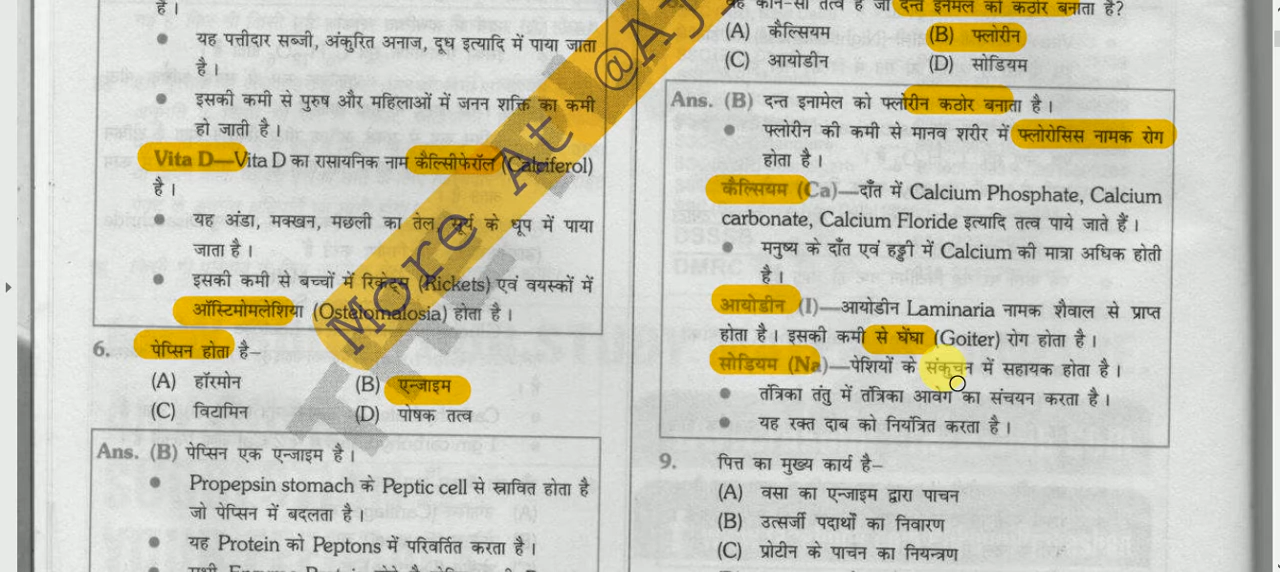 है।
● यह पत्तीदार सब्जी, अंकुरित अनाज, दूध इत्यादि में पाया जाता
है।
● इसकी कमी से पुरुष और महिलाओं में जनन शक्ति का कमी
हो जाती है।
Vita D—Vita D का रासायनिक नाम कैल्सीफेरॉल (Calciferol)
है।
● यह अंडा, मक्खन, मछली का तेल, सूर्य के धूप में पाया
जाता है।
● इसकी कमी से बच्चों में रिकेट्स (Rickets) एवं वयस्कों में
ऑस्टिमोमलेशिया (Osteiomalosia) होता है।
6. पेप्सिन होता है–
(A) हॉरमोन (B) एन्जाइम
(C) विटामिन (D) पोषक तत्व
Ans. (B) पेप्सिन एक एन्जाइम है।
● Propepsin stomach के Peptic cell से स्रावित होता है
जो पेप्सिन में बदलता है।
● यह Protein को Peptons में परिवर्तित करता है।
वह कौन-सा तत्व है जो दन्त इनेमल को कठोर बनाता है?
(A) कैल्सियम (B) फ्लोरीन
(C) आयोडीन (D) सोडियम
Ans. (B) दन्त इनामेल को फ्लोरीन कठोर बनाता है।
● फ्लोरीन की कमी से मानव शरीर में फ्लोरोसिस नामक रोग
होता है।
कैल्सियम (Ca)—दाँत में Calcium Phosphate, Calcium
carbonate, Calcium Floride इत्यादि तत्व पाये जाते हैं।
● मनुष्य के दाँत एवं हड्डी में Calcium की मात्रा अधिक होती
है।
आयोडीन (I)—आयोडीन Laminaria नामक शैवाल से प्राप्त
होता है। इसकी कमी से घेंघा (Goiter) रोग होता है।
सोडियम (Na)—पेशियों के संकुचन में सहायक होता है।
● तंत्रिका तंतु में तंत्रिका आवेग का संचयन करता है।
● यह रक्त दाब को नियंत्रित करता है।
9. पित्त का मुख्य कार्य है–
(A) वसा का एन्जाइम द्वारा पाचन
(B) उत्सर्जी पदार्थों का निवारण
(C) प्रोटीन के पाचन का नियन्त्रण
More At @Aj